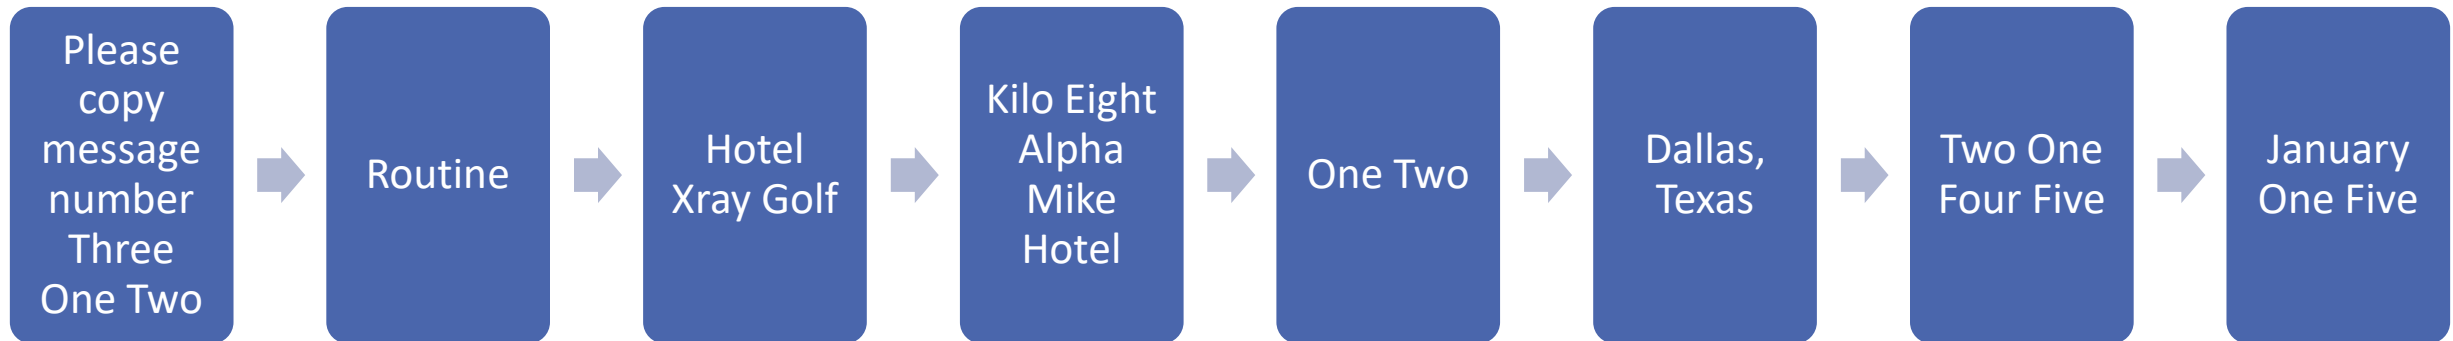 Please
copy
message
number
Three
One Two
Routine
Hotel
Xray Golf
Kilo Eight
Alpha
Mike
Hotel
One Two
Dallas,
Texas
Two One
Four Five
January
One Five